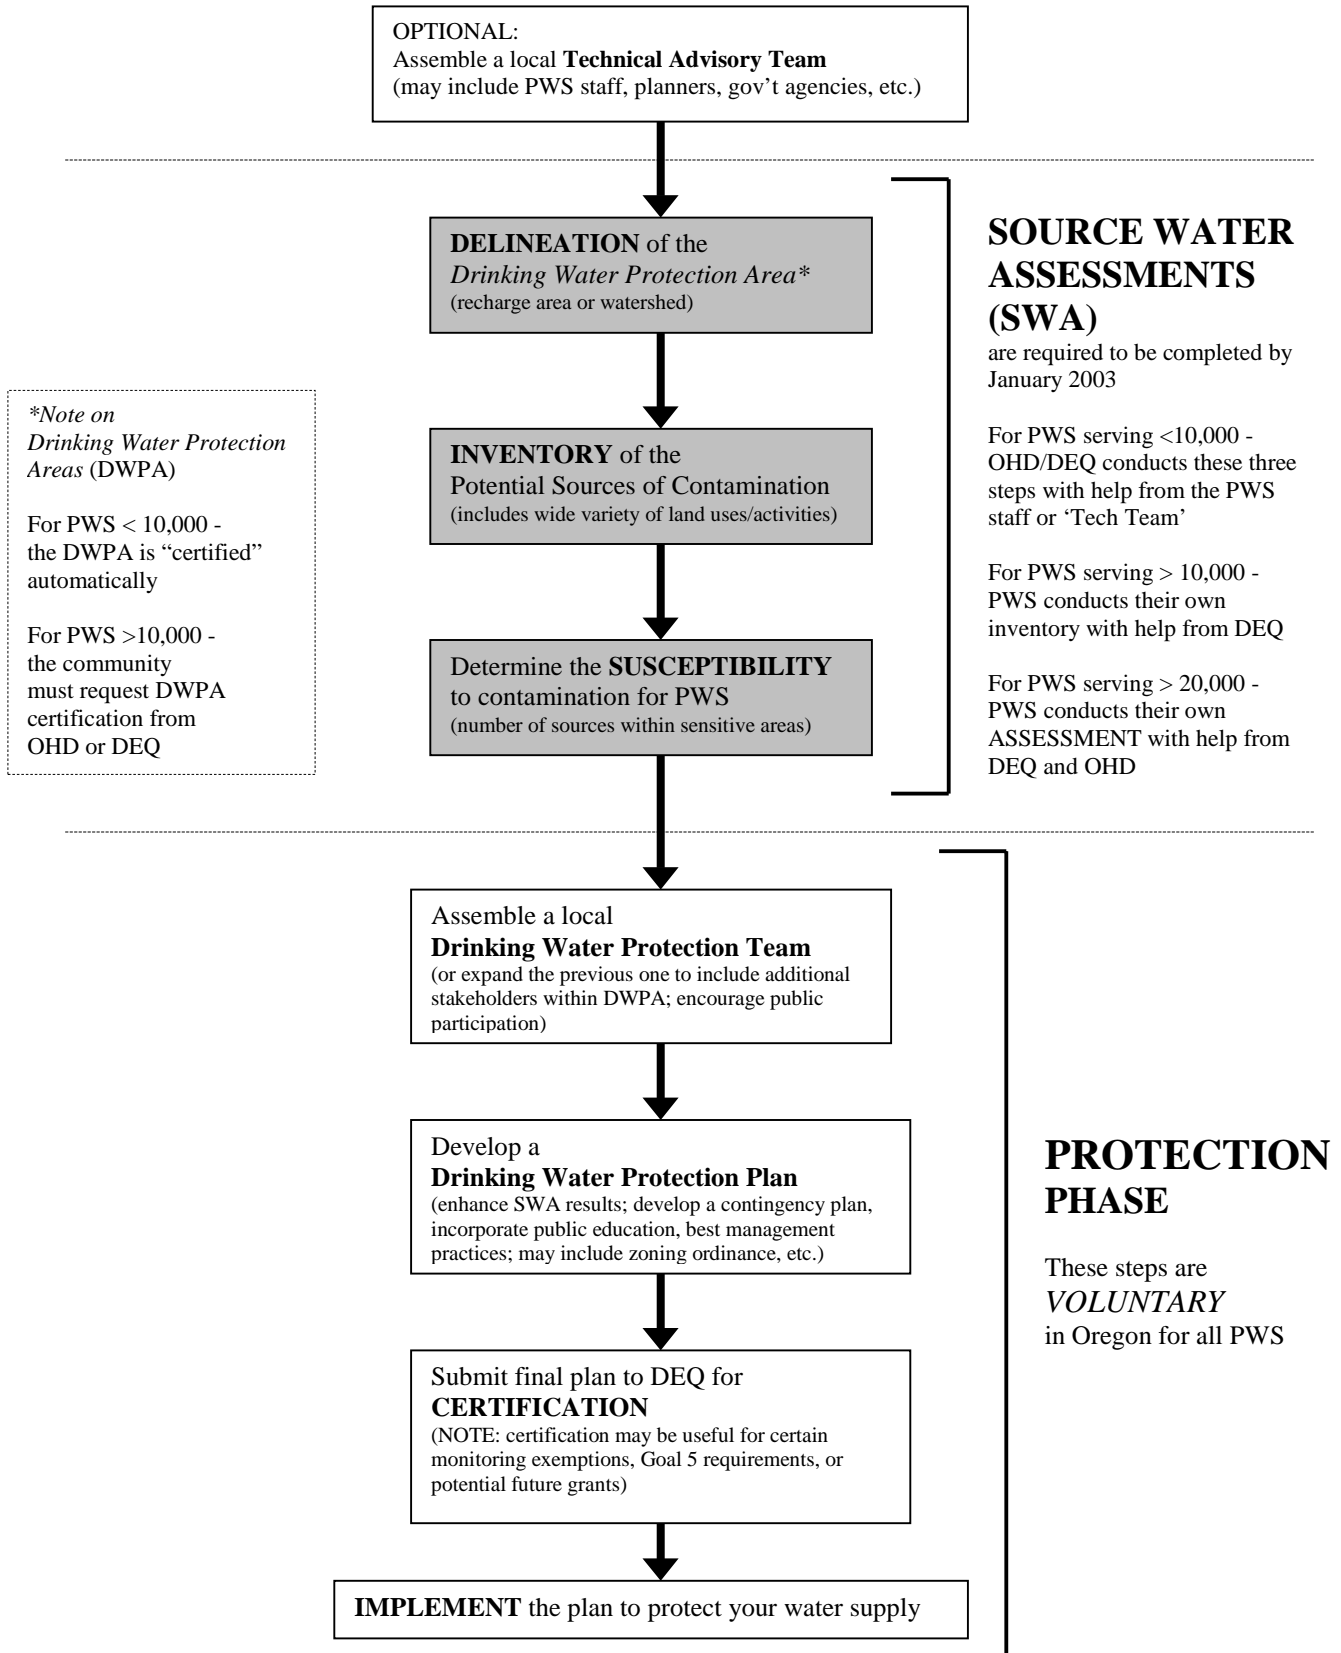 OPTIONAL:
Assemble a local Technical Advisory Team
(may include PWS staff, planners, gov't agencies, etc.)
DELINEATION of the
Drinking Water Protection Area*
(recharge area or watershed)
INVENTORY of the
Potential Sources of Contamination
(includes wide variety of land uses/activities)
Determine the SUSCEPTIBILITY
to contamination for PWS
(number of sources within sensitive areas)
SOURCE WATER
ASSESSMENTS
(SWA)
are required to be completed by
January 2003
For PWS serving <10,000 -
OHD/DEQ conducts these three
steps with help from the PWS
staff or ‘Tech Team’
For PWS serving > 10,000 -
PWS conducts their own
inventory with help from DEQ
For PWS serving > 20,000 -
PWS conducts their own
ASSESSMENT with help from
DEQ and OHD
*Note on
Drinking Water Protection
Areas (DWPA)
For PWS < 10,000 -
the DWPA is “certified”
automatically
For PWS >10,000 -
the community
must request DWPA
certification from
OHD or DEQ
Assemble a local
Drinking Water Protection Team
(or expand the previous one to include additional
stakeholders within DWPA; encourage public
participation)
Develop a
Drinking Water Protection Plan
(enhance SWA results; develop a contingency plan,
incorporate public education, best management
practices; may include zoning ordinance, etc.)
Submit final plan to DEQ for
CERTIFICATION
(NOTE: certification may be useful for certain
monitoring exemptions, Goal 5 requirements, or
potential future grants)
IMPLEMENT the plan to protect your water supply
PROTECTION
PHASE
These steps are
VOLUNTARY
in Oregon for all PWS